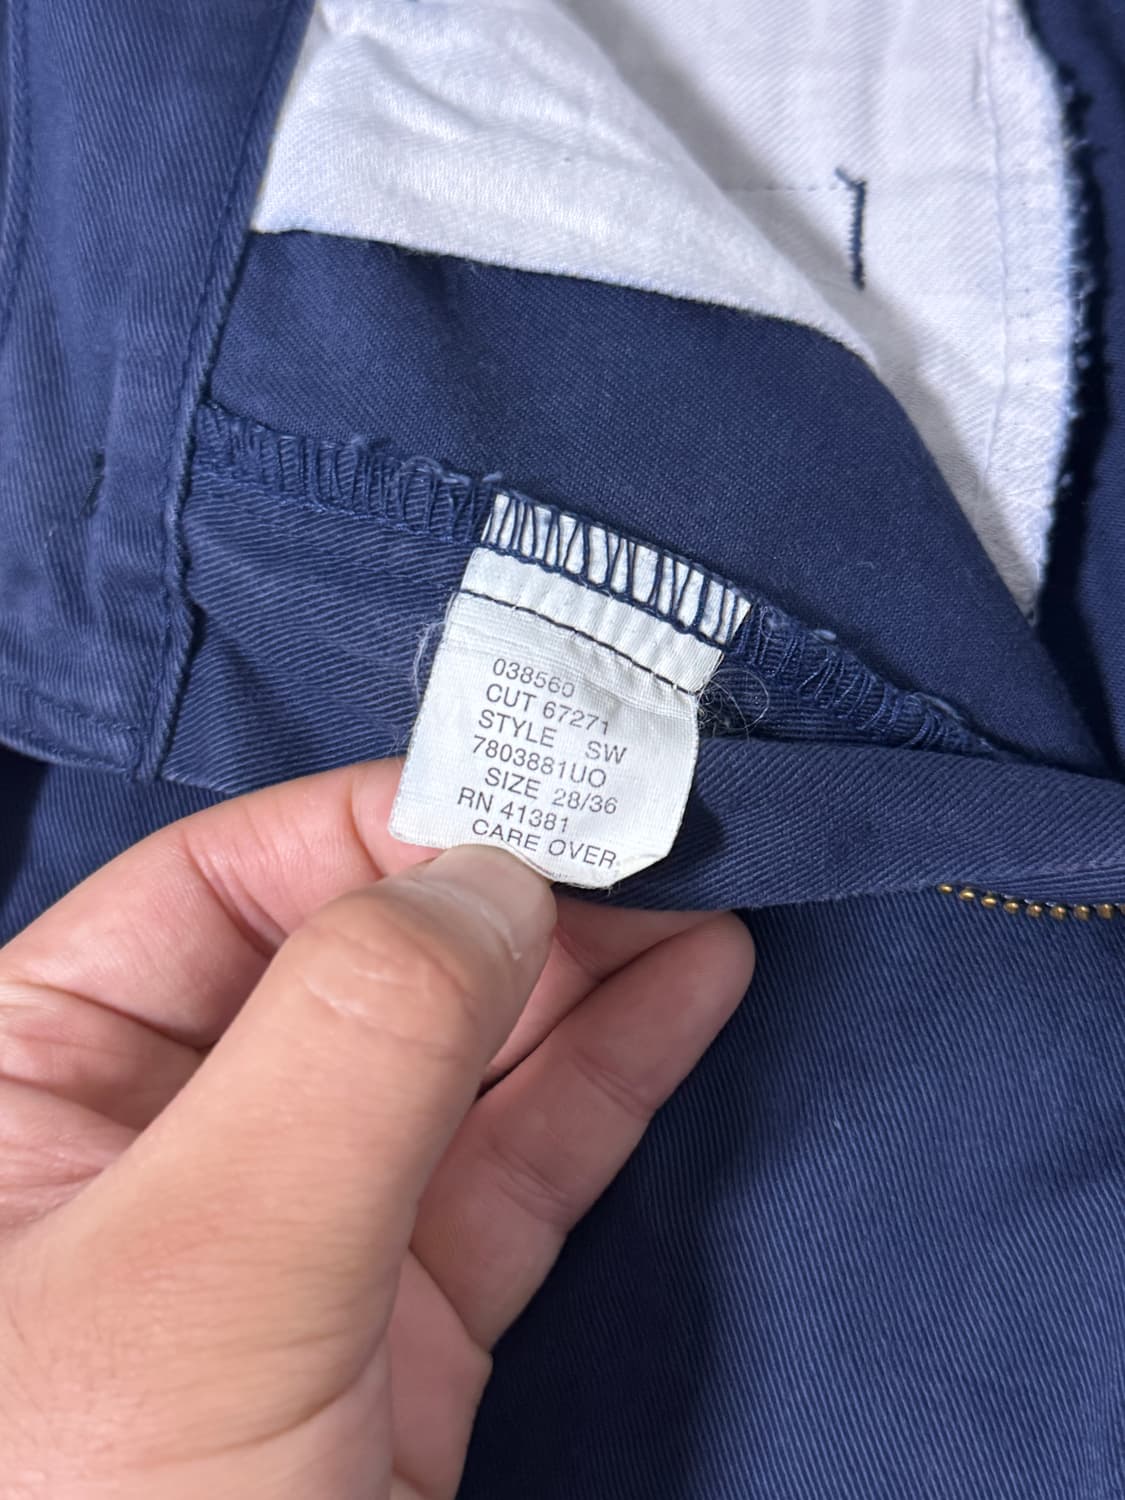 038560
CUT 67271
STYLE SW
7803881UO
SIZE 28/36
RN 41381
CARE OVER